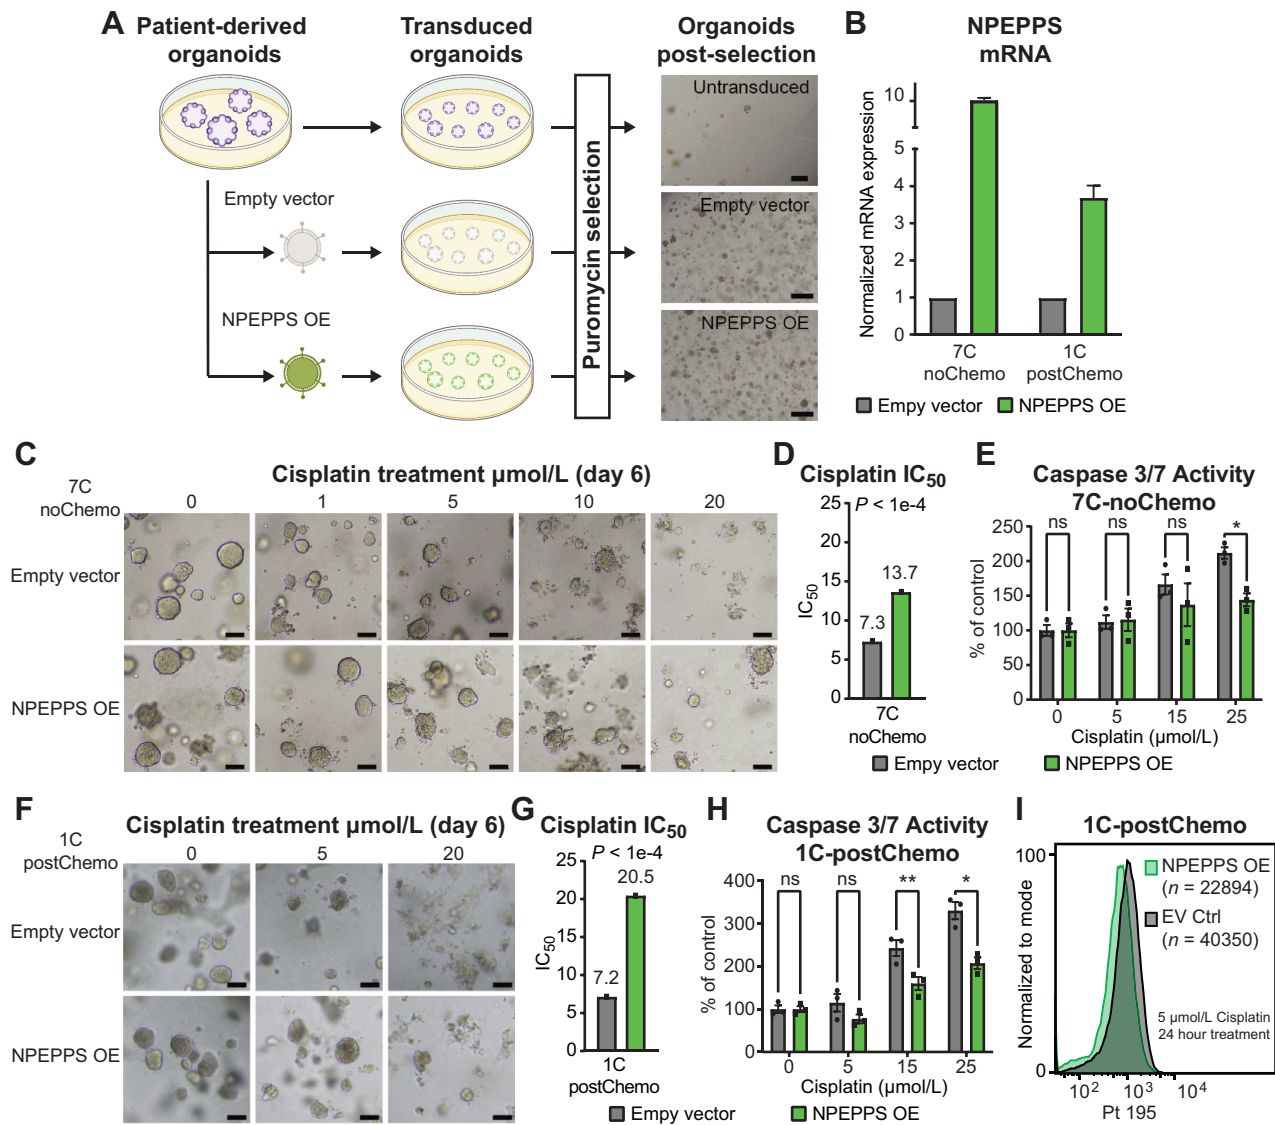 A
Patient-derived
organoids
Transduced
organoids
Organoids
post-selection
Empty vector
NPEPPS OE
Puromycin selection
Untransduced
Empty vector
NPEPPS OE
B
NPEPPS
mRNA
Normalized mRNA expression
10
5
4
3
2
1
0
7C
noChemo
1C
postChemo
Empty vector
NPEPPS OE
C
7C
noChemo
Cisplatin treatment µmol/L (day 6)
0 1 5 10 20
Empty vector
NPEPPS OE
D
Cisplatin IC50
P < 1e-4
IC50
25
20
15
10
5
0
7.3
13.7
7C
noChemo
E
Caspase 3/7 Activity
7C-noChemo
% of control
250
200
150
100
50
0
ns ns ns *
0 5 15 25
Cisplatin (µmol/L)
Empy vector
NPEPPS OE
F
1C
postChemo
Cisplatin treatment µmol/L (day 6)
0 5 20
Empty vector
NPEPPS OE
G
Cisplatin IC50
P < 1e-4
IC50
25
20
15
10
5
0
7.2
20.5
1C
postChemo
H
Caspase 3/7 Activity
1C-postChemo
% of control
400
300
200
100
0
ns ns ** *
0 5 15 25
Cisplatin (µmol/L)
Empy vector
NPEPPS OE
I
1C-postChemo
Normalized to mode
100
0
NPEPPS OE
(n = 22894)
EV Ctrl
(n = 40350)
5 µmol/L Cisplatin
24 hour treatment
10² 10³ 10⁴
Pt 195